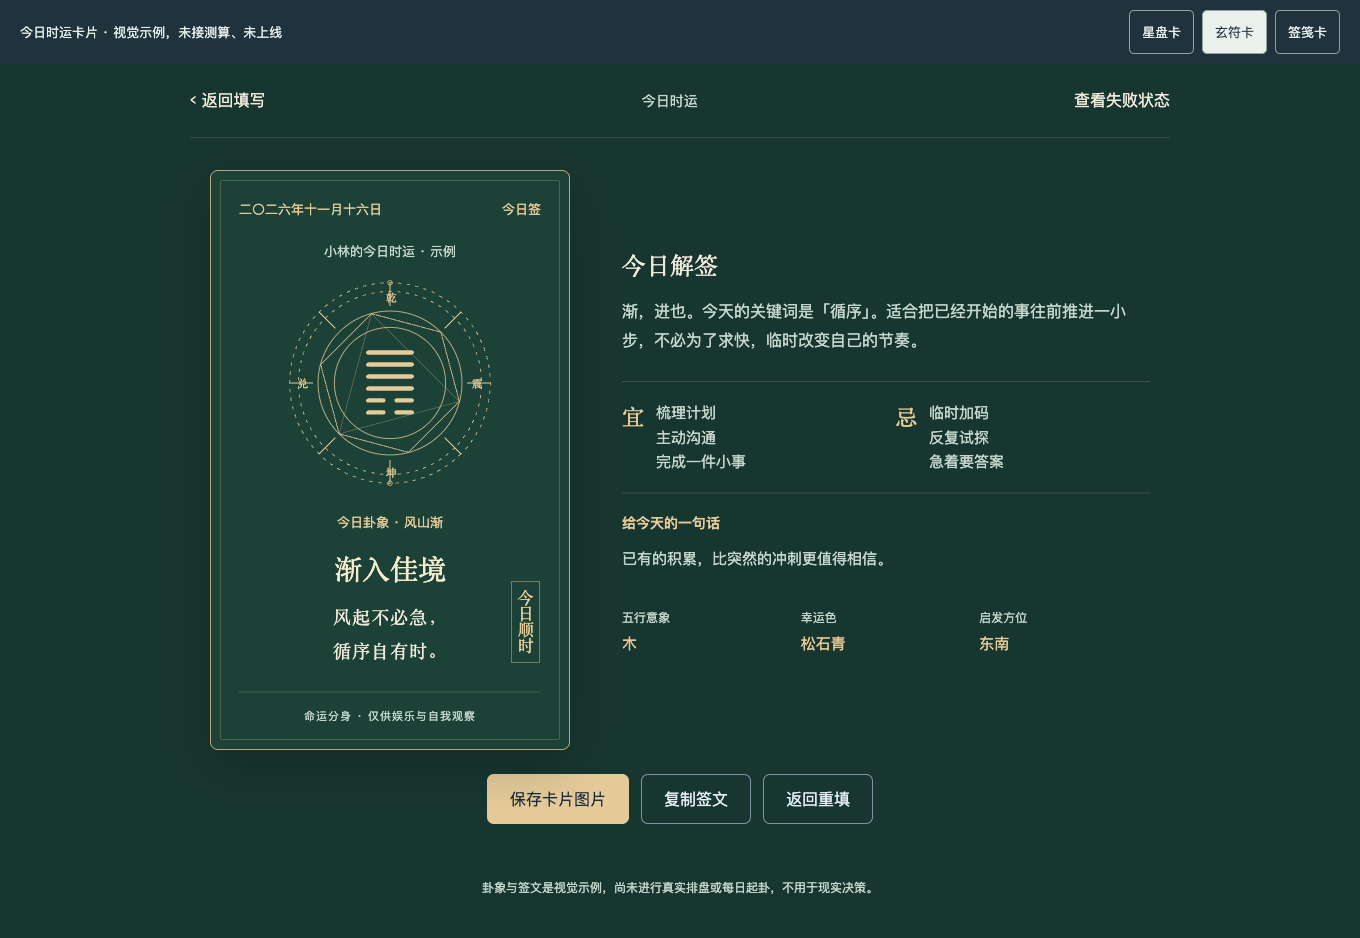 今日时运卡片 · 视觉示例，未接测算、未上线
星盘卡
玄符卡
签笺卡
< 返回填写
今日时运
查看失败状态
二〇二六年十一月十六日
今日签
小林的今日时运 · 示例
乾
兑
震
坤
今日卦象 · 风山渐
渐入佳境
风起不必急，
循序自有时。
今日顺时
命运分身 · 仅供娱乐与自我观察
今日解签
渐，进也。今天的关键词是「循序」。适合把已经开始的事往前推进一小
步，不必为了求快，临时改变自己的节奏。
宜
梳理计划
主动沟通
完成一件小事
忌
临时加码
反复试探
急着要答案
给今天的一句话
已有的积累，比突然的冲刺更值得相信。
五行意象
木
幸运色
松石青
启发方位
东南
保存卡片图片
复制签文
返回重填
卦象与签文是视觉示例，尚未进行真实排盘或每日起卦，不用于现实决策。